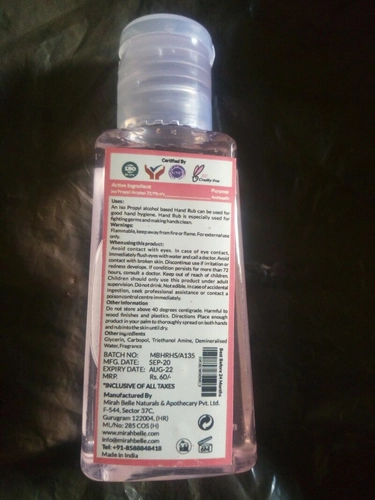 Certified By
ISO
Cruelty-Free
Active Ingredient Purpose
Iso Propyl Alcohol Antiseptic
Uses:
An Iso Propyl alcohol based Hand Rub can be used for
good hand hygiene. Hand Rub is especially used for
fighting germs and making hands clean.
Warnings:
Flammable, keep away from fire or flame. For external use
only.
When using this product:
Avoid contact with eyes. In case of eye contact,
immediately flush eyes with water and call a doctor. Avoid
contact with broken skin. Discontinue use if irritation or
redness develops. If condition persists for more than 72
hours, consult a doctor. Keep out of reach of children.
Children should only use this product under adult
supervision. Do not drink. Not edible. In case of accidental
ingestion, seek professional assistance or contact a
poison control centre immediately.
Other information
Do not store above 40 degrees centigrade. Harmful to
wood finishes and plastics. Directions Place enough
product in your palm to thoroughly spread on both hands
and rub into the skin until dry.
Other Ingredients
Glycerin, Carbopol, Triethanol Amine, Demineralised
Water, Fragrance
BATCH NO: MBHRHS/A135
MFG. DATE: SEP-20
EXPIRY DATE: AUG-22
MRP: Rs. 60/-
*INCLUSIVE OF ALL TAXES
Best Before 24 Months
Manufactured By
Mirah Belle Naturals & Apothecary Pvt. Ltd.
F-544, Sector 37C,
Gurugram 122004, (HR)
ML/No: 285 COS (H)
www.mirahbelle.com
info@mirahbelle.com
Tel: +91-8588848418
Made in India
6M